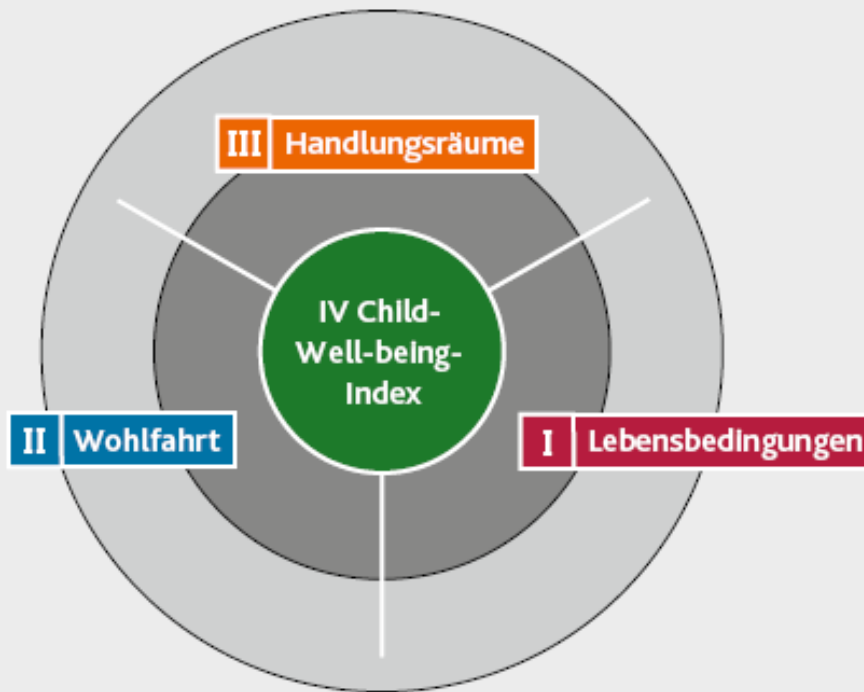 III Handlungsräume
IV Child-
Well-being-
Index
II Wohlfahrt
I Lebensbedingungen